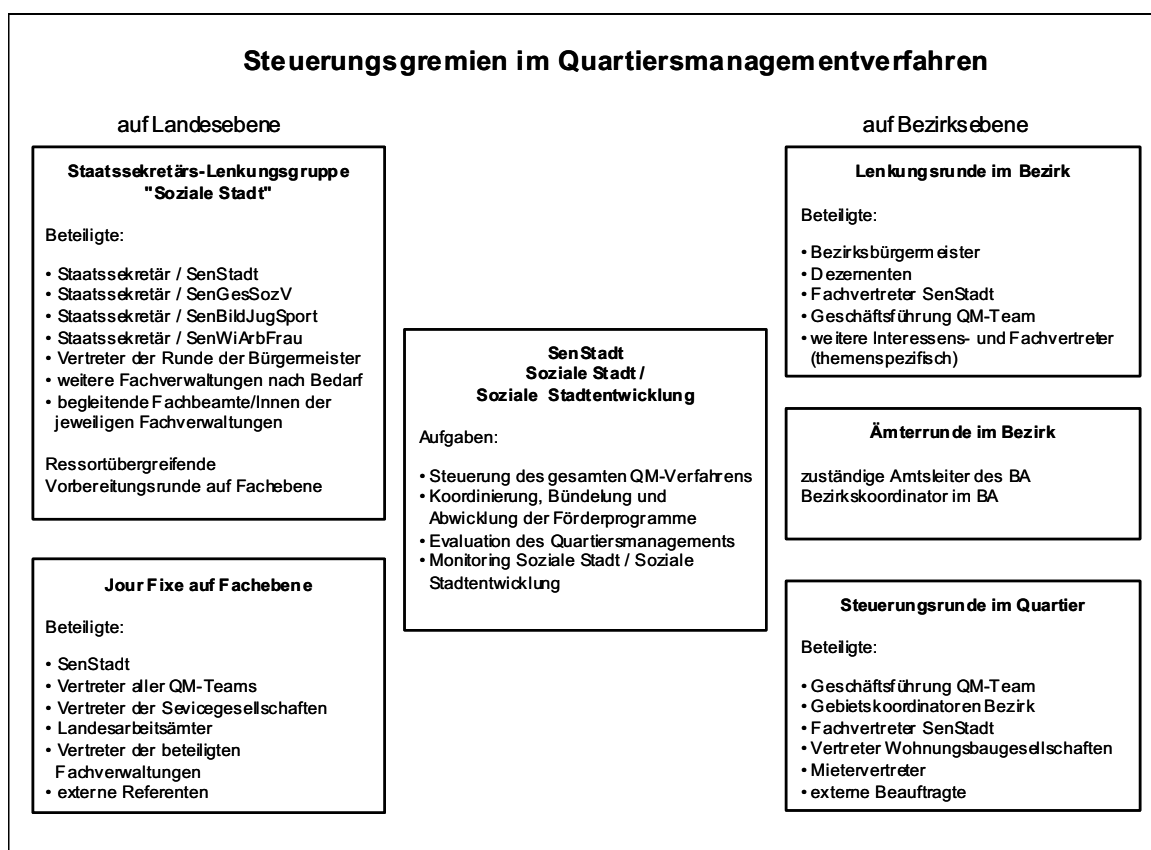 Steuerungsgremien im Quartiersmanagementverfahren
auf Landesebene
Staatssekretärs-Lenkungsgruppe
"Soziale Stadt"
Beteiligte:
• Staatssekretär / SenStadt
• Staatssekretär / SenGesSozV
• Staatssekretär / SenBildJugSport
• Staatssekretär / SenWiArbFrau
• Vertreter der Runde der Bürgermeister
• weitere Fachverwaltungen nach Bedarf
• begleitende Fachbeamte/Innen der
jeweiligen Fachverwaltungen
Ressortübergreifende
Vorbereitungsrunde auf Fachebene
Jour Fixe auf Fachebene
Beteiligte:
• SenStadt
• Vertreter aller QM-Teams
• Vertreter der Sevicegesellschaften
• Landesarbeitsämter
• Vertreter der beteiligten
Fachverwaltungen
• externe Referenten
SenStadt
Soziale Stadt /
Soziale Stadtentwicklung
Aufgaben:
• Steuerung des gesamten QM-Verfahrens
• Koordinierung, Bündelung und
Abwicklung der Förderprogramme
• Evaluation des Quartiersmanagements
• Monitoring Soziale Stadt / Soziale
Stadtentwicklung
auf Bezirksebene
Lenkungsrunde im Bezirk
Beteiligte:
• Bezirksbürgermeister
• Dezernenten
• Fachvertreter SenStadt
• Geschäftsführung QM-Team
• weitere Interessens- und Fachvertreter
(themenspezifisch)
Ämterrunde im Bezirk
zuständige Amtsleiter des BA
Bezirkskoordinator im BA
Steuerungsrunde im Quartier
Beteiligte:
• Geschäftsführung QM-Team
• Gebietskoordinatoren Bezirk
• Fachvertreter SenStadt
• Vertreter Wohnungsbaugesellschaften
• Mietervertreter
• externe Beauftragte